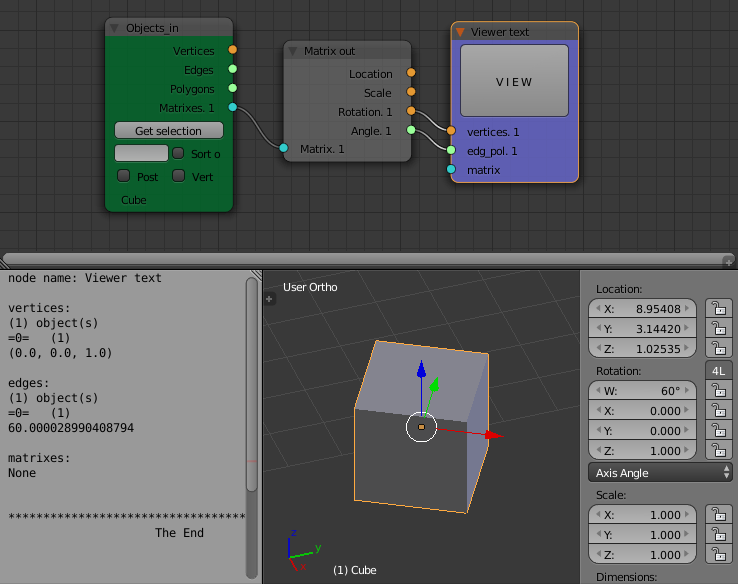 Objects_in
Vertices
Edges
Polygons
Matrixes. 1
Get selection
Sort o
Post Vert
Cube
Matrix out
Location
Scale
Rotation. 1
Angle. 1
Matrix. 1
Viewer text
VIEW
vertices. 1
edg_pol. 1
matrix
node name: Viewer text
vertices:
(1) object(s)
=0= (1)
(0.0, 0.0, 1.0)
edges:
(1) object(s)
=0= (1)
60.000028990408794
matrixes:
None
**********************************
The End
User Ortho
z
y
x
(1) Cube
Location:
X: 8.95408
Y: 3.14420
Z: 1.02535
Rotation: 4L
W: 60°
X: 0.000
Y: 0.000
Z: 1.000
Axis Angle
Scale:
X: 1.000
Y: 1.000
Z: 1.000
Dimensions: